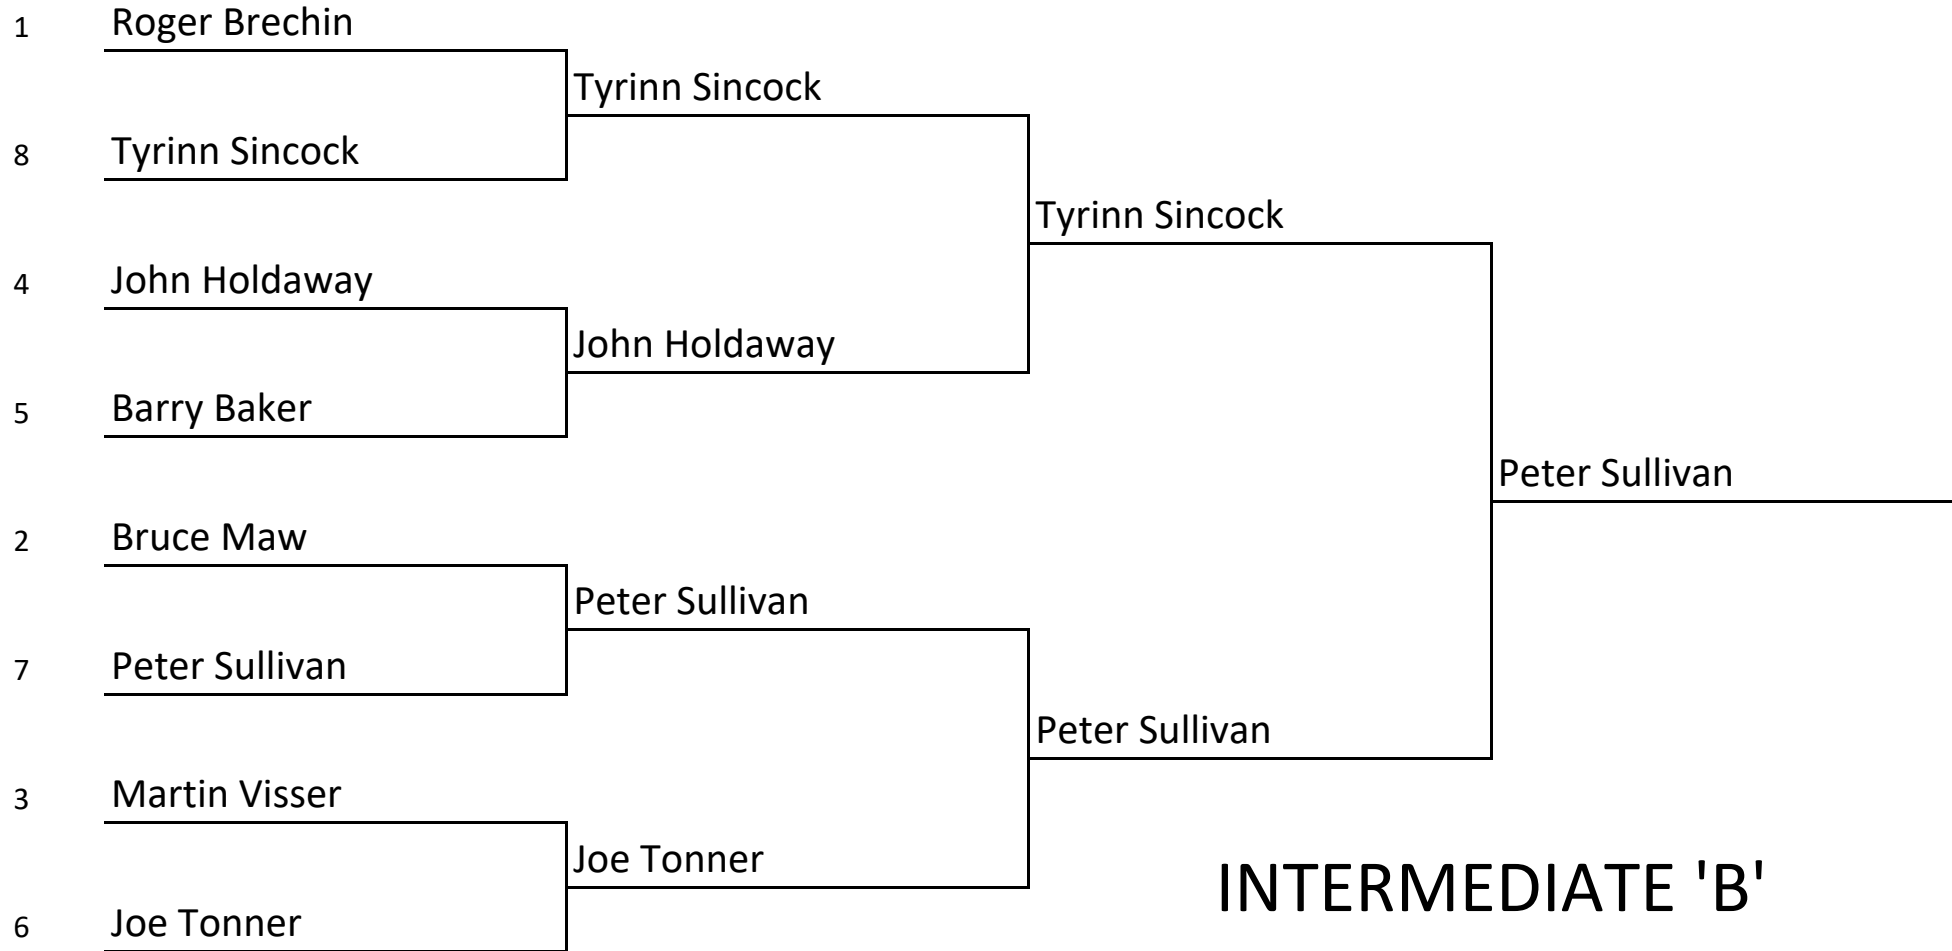 1 Roger Brechin
Tyrinn Sincock
8 Tyrinn Sincock
Tyrinn Sincock
4 John Holdaway
John Holdaway
5 Barry Baker
Peter Sullivan
2 Bruce Maw
Peter Sullivan
7 Peter Sullivan
Peter Sullivan
3 Martin Visser
Joe Tonner
INTERMEDIATE 'B'
6 Joe Tonner